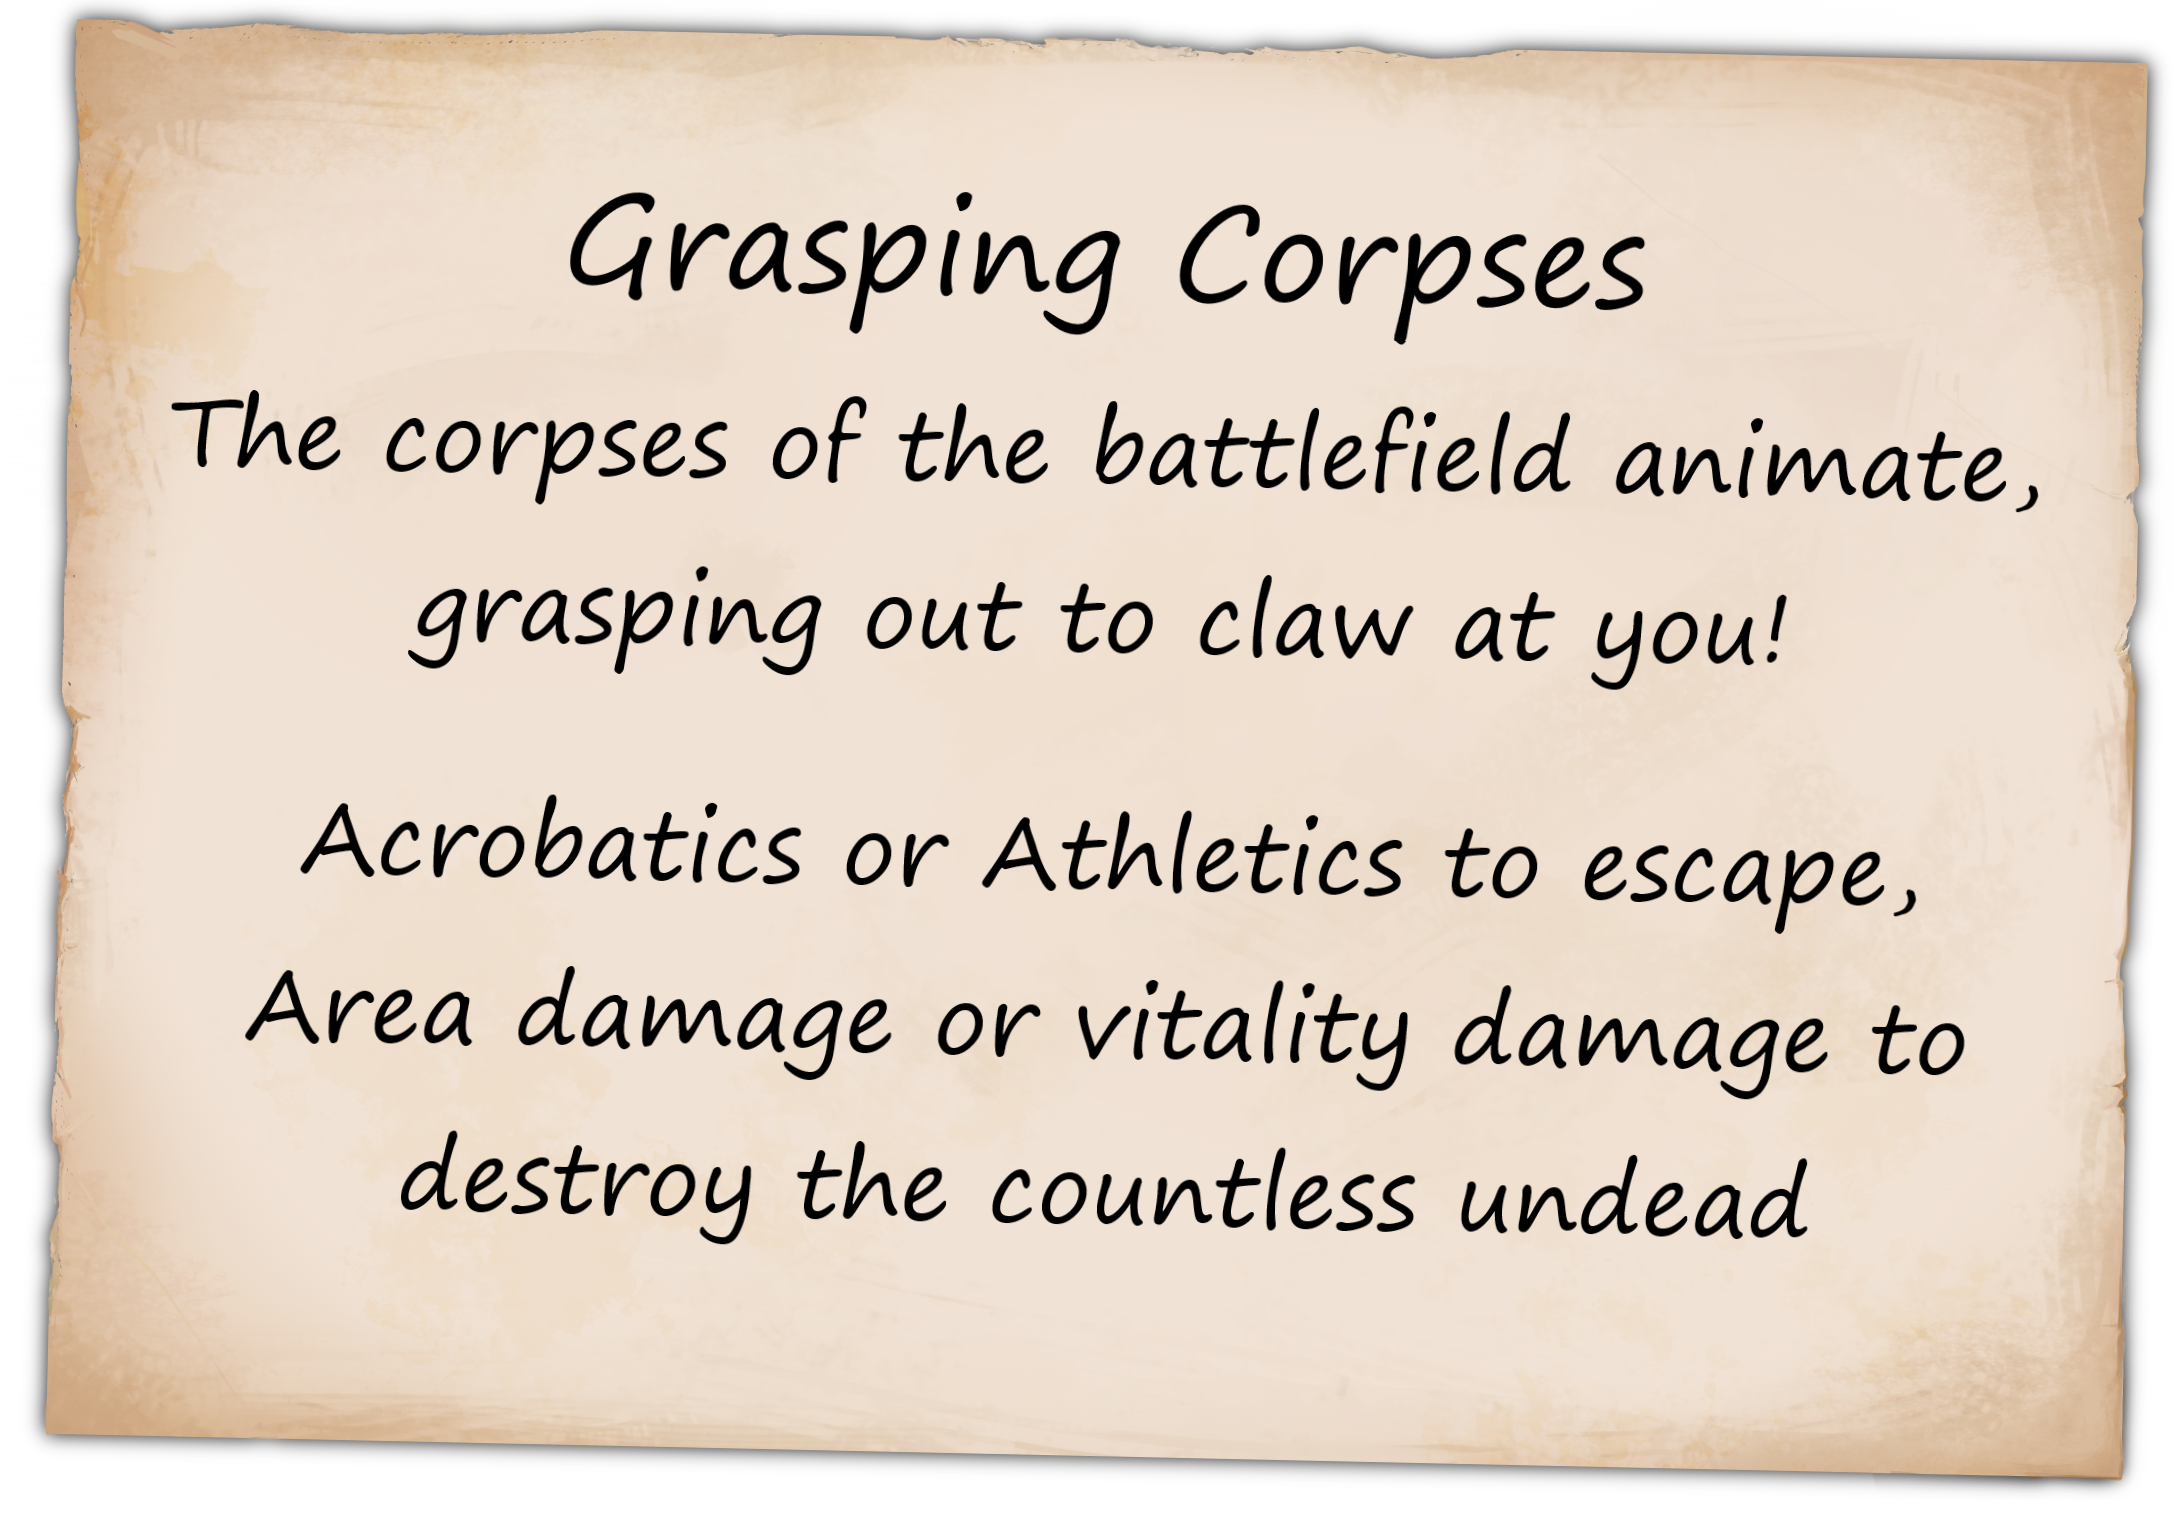 Grasping Corpses
The corpses of the battlefield animate,
grasping out to claw at you!
Acrobatics or Athletics to escape,
Area damage or vitality damage to
destroy the countless undead